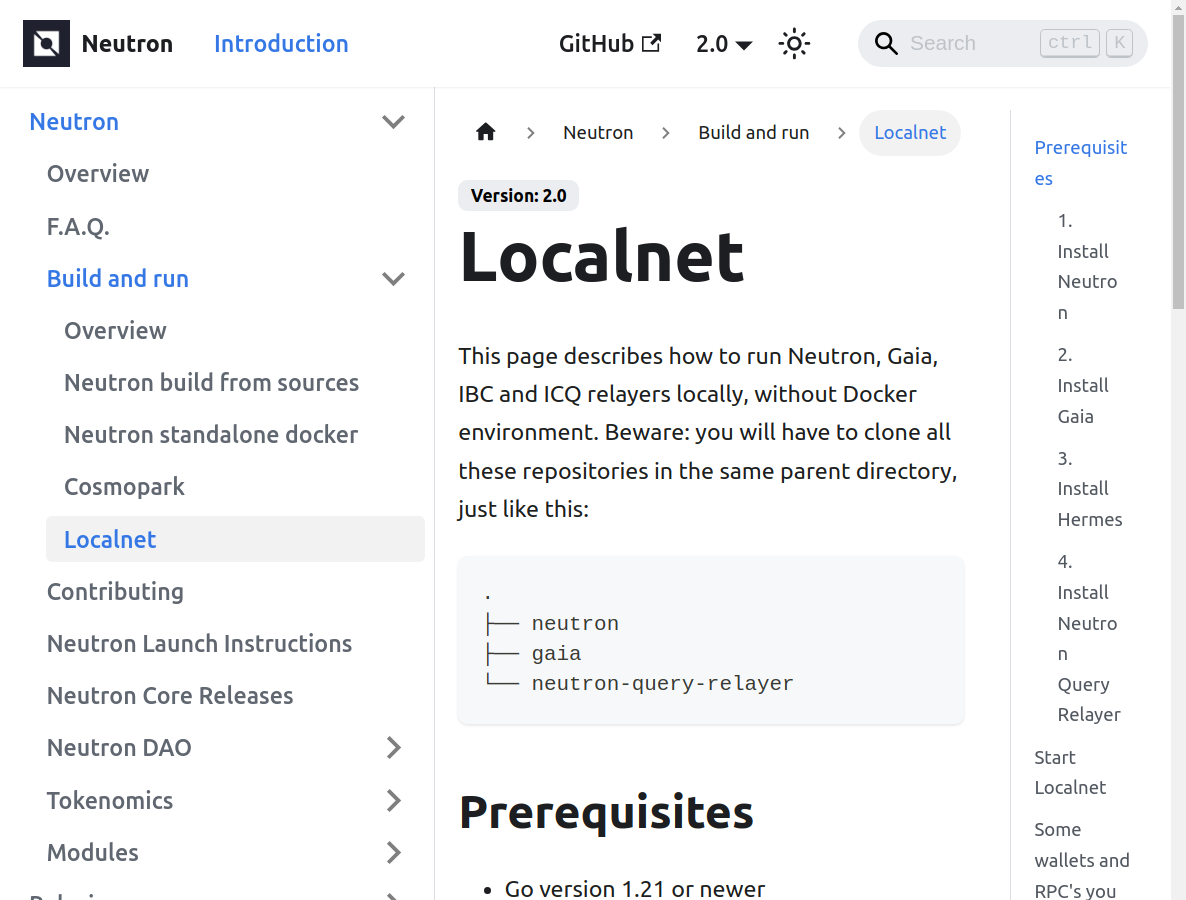 Neutron
Introduction
GitHub
2.0
Search
ctrl
K
Neutron
Overview
F.A.Q.
Build and run
Overview
Neutron build from sources
Neutron standalone docker
Cosmopark
Localnet
Contributing
Neutron Launch Instructions
Neutron Core Releases
Neutron DAO
Tokenomics
Modules
Neutron
Build and run
Localnet
Version: 2.0
Localnet
This page describes how to run Neutron, Gaia,
IBC and ICQ relayers locally, without Docker
environment. Beware: you will have to clone all
these repositories in the same parent directory,
just like this:
.
├── neutron
├── gaia
└── neutron-query-relayer
Prerequisites
Go version 1.21 or newer
Prerequisit
es
1.
Install
Neutro
n
2.
Install
Gaia
3.
Install
Hermes
4.
Install
Neutro
n
Query
Relayer
Start
Localnet
Some
wallets and
RPC's you